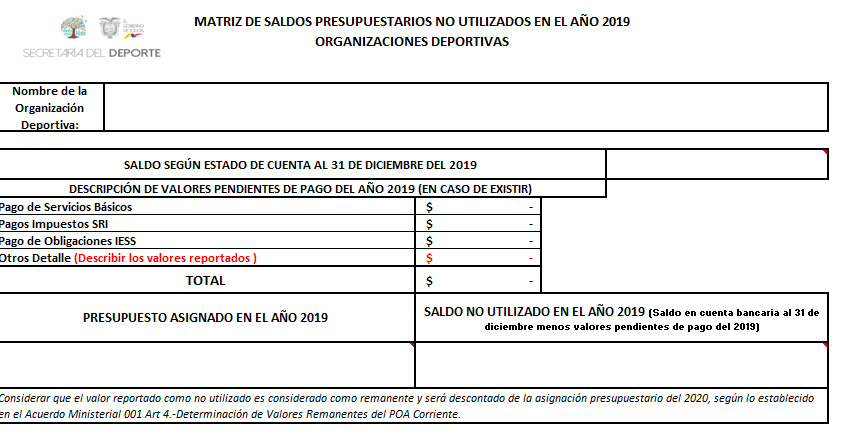 MATRIZ DE SALDOS PRESUPUESTARIOS NO UTILIZADOS EN EL AÑO 2019
ORGANIZACIONES DEPORTIVAS
SECRETARÍA DEL DEPORTE
Nombre de la
Organización
Deportiva:
SALDO SEGÚN ESTADO DE CUENTA AL 31 DE DICIEMBRE DEL 2019
DESCRIPCIÓN DE VALORES PENDIENTES DE PAGO DEL AÑO 2019 (EN CASO DE EXISTIR)
Pago de Servicios Básicos $ -
Pagos Impuestos SRI $ -
Pago de Obligaciones IESS $ -
Otros Detalle (Describir los valores reportados ) $ -
TOTAL $ -
PRESUPUESTO ASIGNADO EN EL AÑO 2019
SALDO NO UTILIZADO EN EL AÑO 2019 (Saldo en cuenta bancaria al 31 de
diciembre menos valores pendientes de pago del 2019)
Considerar que el valor reportado como no utilizado es considerado como remanente y será descontado de la asignación presupuestario del 2020, según lo establecido
en el Acuerdo Ministerial 001 Art 4.-Determinación de Valores Remanentes del POA Corriente.